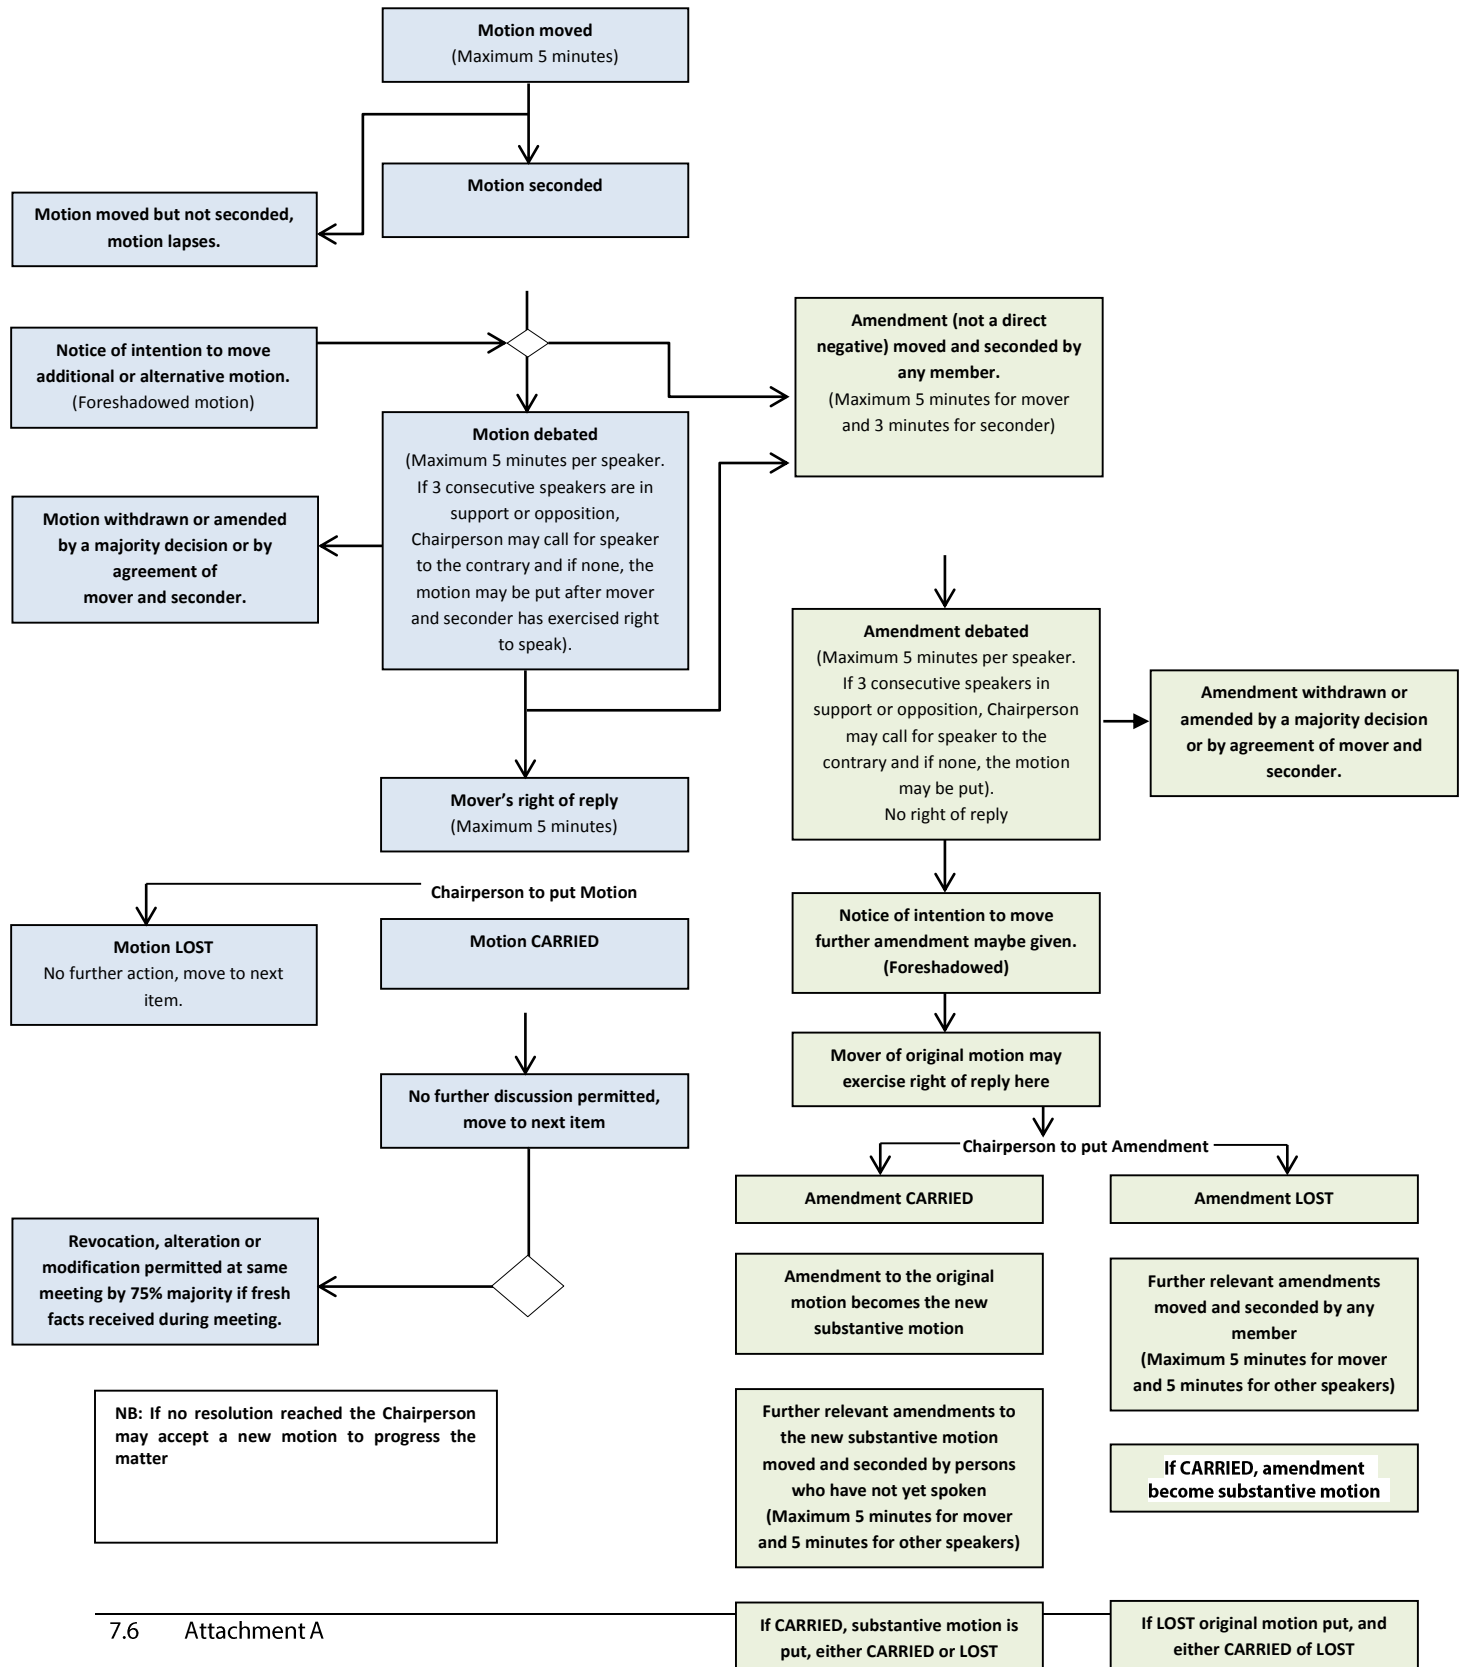 Motion moved
(Maximum 5 minutes)
Motion seconded
Motion moved but not seconded,
motion lapses.
Notice of intention to move
additional or alternative motion.
(Foreshadowed motion)
Motion debated
(Maximum 5 minutes per speaker.
If 3 consecutive speakers are in
support or opposition,
Chairperson may call for speaker
to the contrary and if none, the
motion may be put after mover
and seconder has exercised right
to speak).
Motion withdrawn or amended
by a majority decision or by
agreement of
mover and seconder.
Mover’s right of reply
(Maximum 5 minutes)
Chairperson to put Motion
Motion LOST
No further action, move to next
item.
Motion CARRIED
No further discussion permitted,
move to next item
Revocation, alteration or
modification permitted at same
meeting by 75% majority if fresh
facts received during meeting.
NB: If no resolution reached the Chairperson
may accept a new motion to progress the
matter
Amendment (not a direct
negative) moved and seconded by
any member.
(Maximum 5 minutes for mover
and 3 minutes for seconder)
Amendment debated
(Maximum 5 minutes per speaker.
If 3 consecutive speakers in
support or opposition, Chairperson
may call for speaker to the
contrary and if none, the motion
may be put).
No right of reply
Amendment withdrawn or
amended by a majority decision
or by agreement of mover and
seconder.
Notice of intention to move
further amendment maybe given.
(Foreshadowed)
Mover of original motion may
exercise right of reply here
Chairperson to put Amendment
Amendment CARRIED
Amendment to the original
motion becomes the new
substantive motion
Further relevant amendments to
the new substantive motion
moved and seconded by persons
who have not yet spoken
(Maximum 5 minutes for mover
and 5 minutes for other speakers)
If CARRIED, substantive motion is
put, either CARRIED or LOST
Amendment LOST
Further relevant amendments
moved and seconded by any
member
(Maximum 5 minutes for mover
and 5 minutes for other speakers)
If CARRIED, amendment
become substantive motion
If LOST original motion put, and
either CARRIED of LOST
7.6 Attachment A